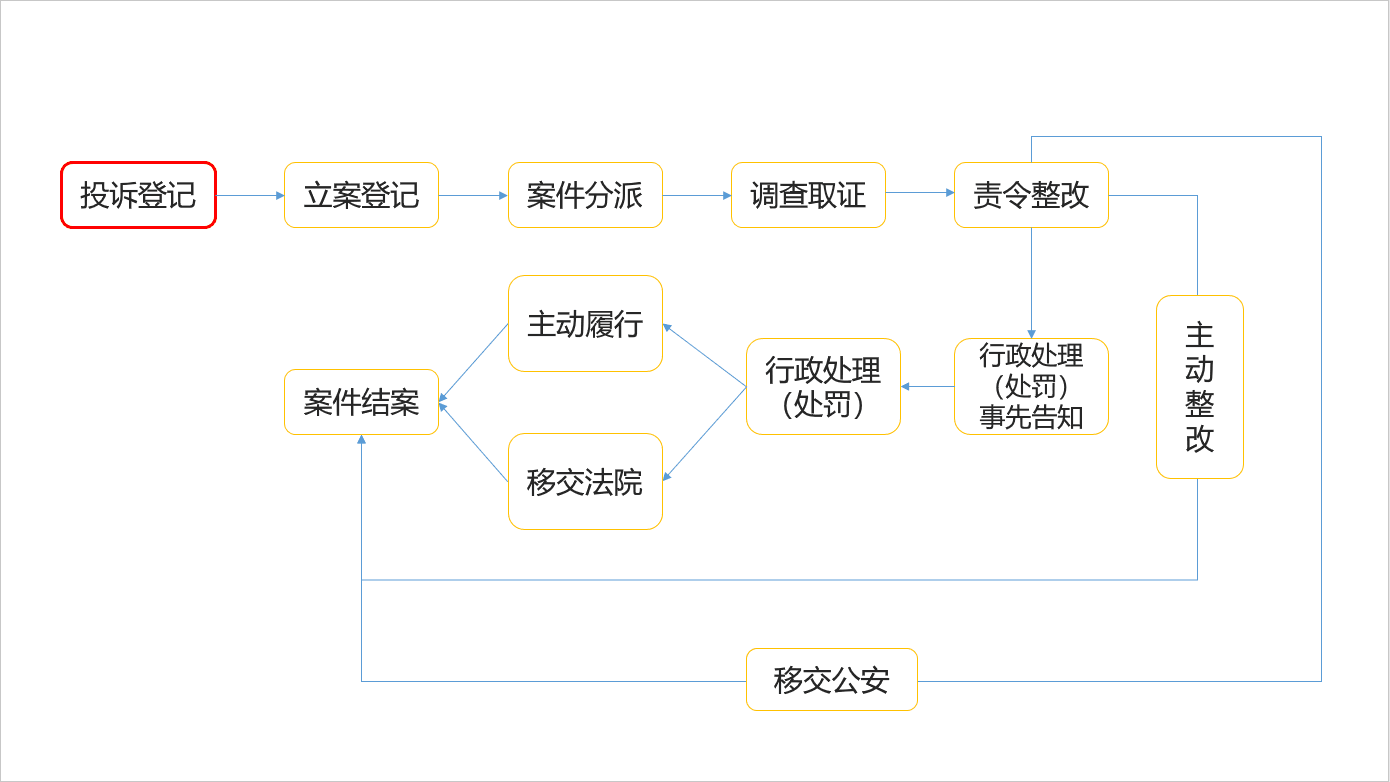 投诉登记
立案登记
案件分派
调查取证
责令整改
主动履行
行政处理
（处罚）
行政处理
（处罚）
事先告知
主
动
整
改
案件结案
移交法院
移交公安